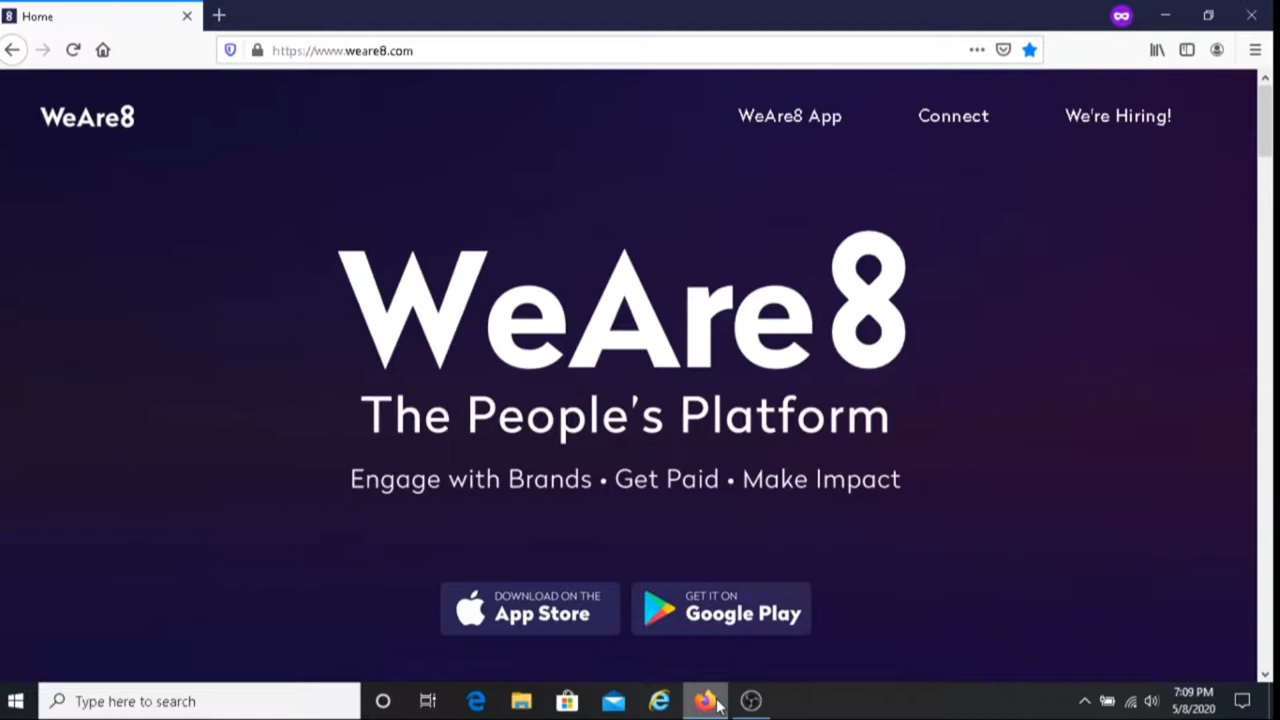 8 Home
https://www.weare8.com
WeAre8
WeAre8 App
Connect
We're Hiring!
WeAre8
The People's Platform
Engage with Brands • Get Paid • Make Impact
DOWNLOAD ON THE
App Store
GET IT ON
Google Play
Type here to search
7:09 PM
5/8/2020